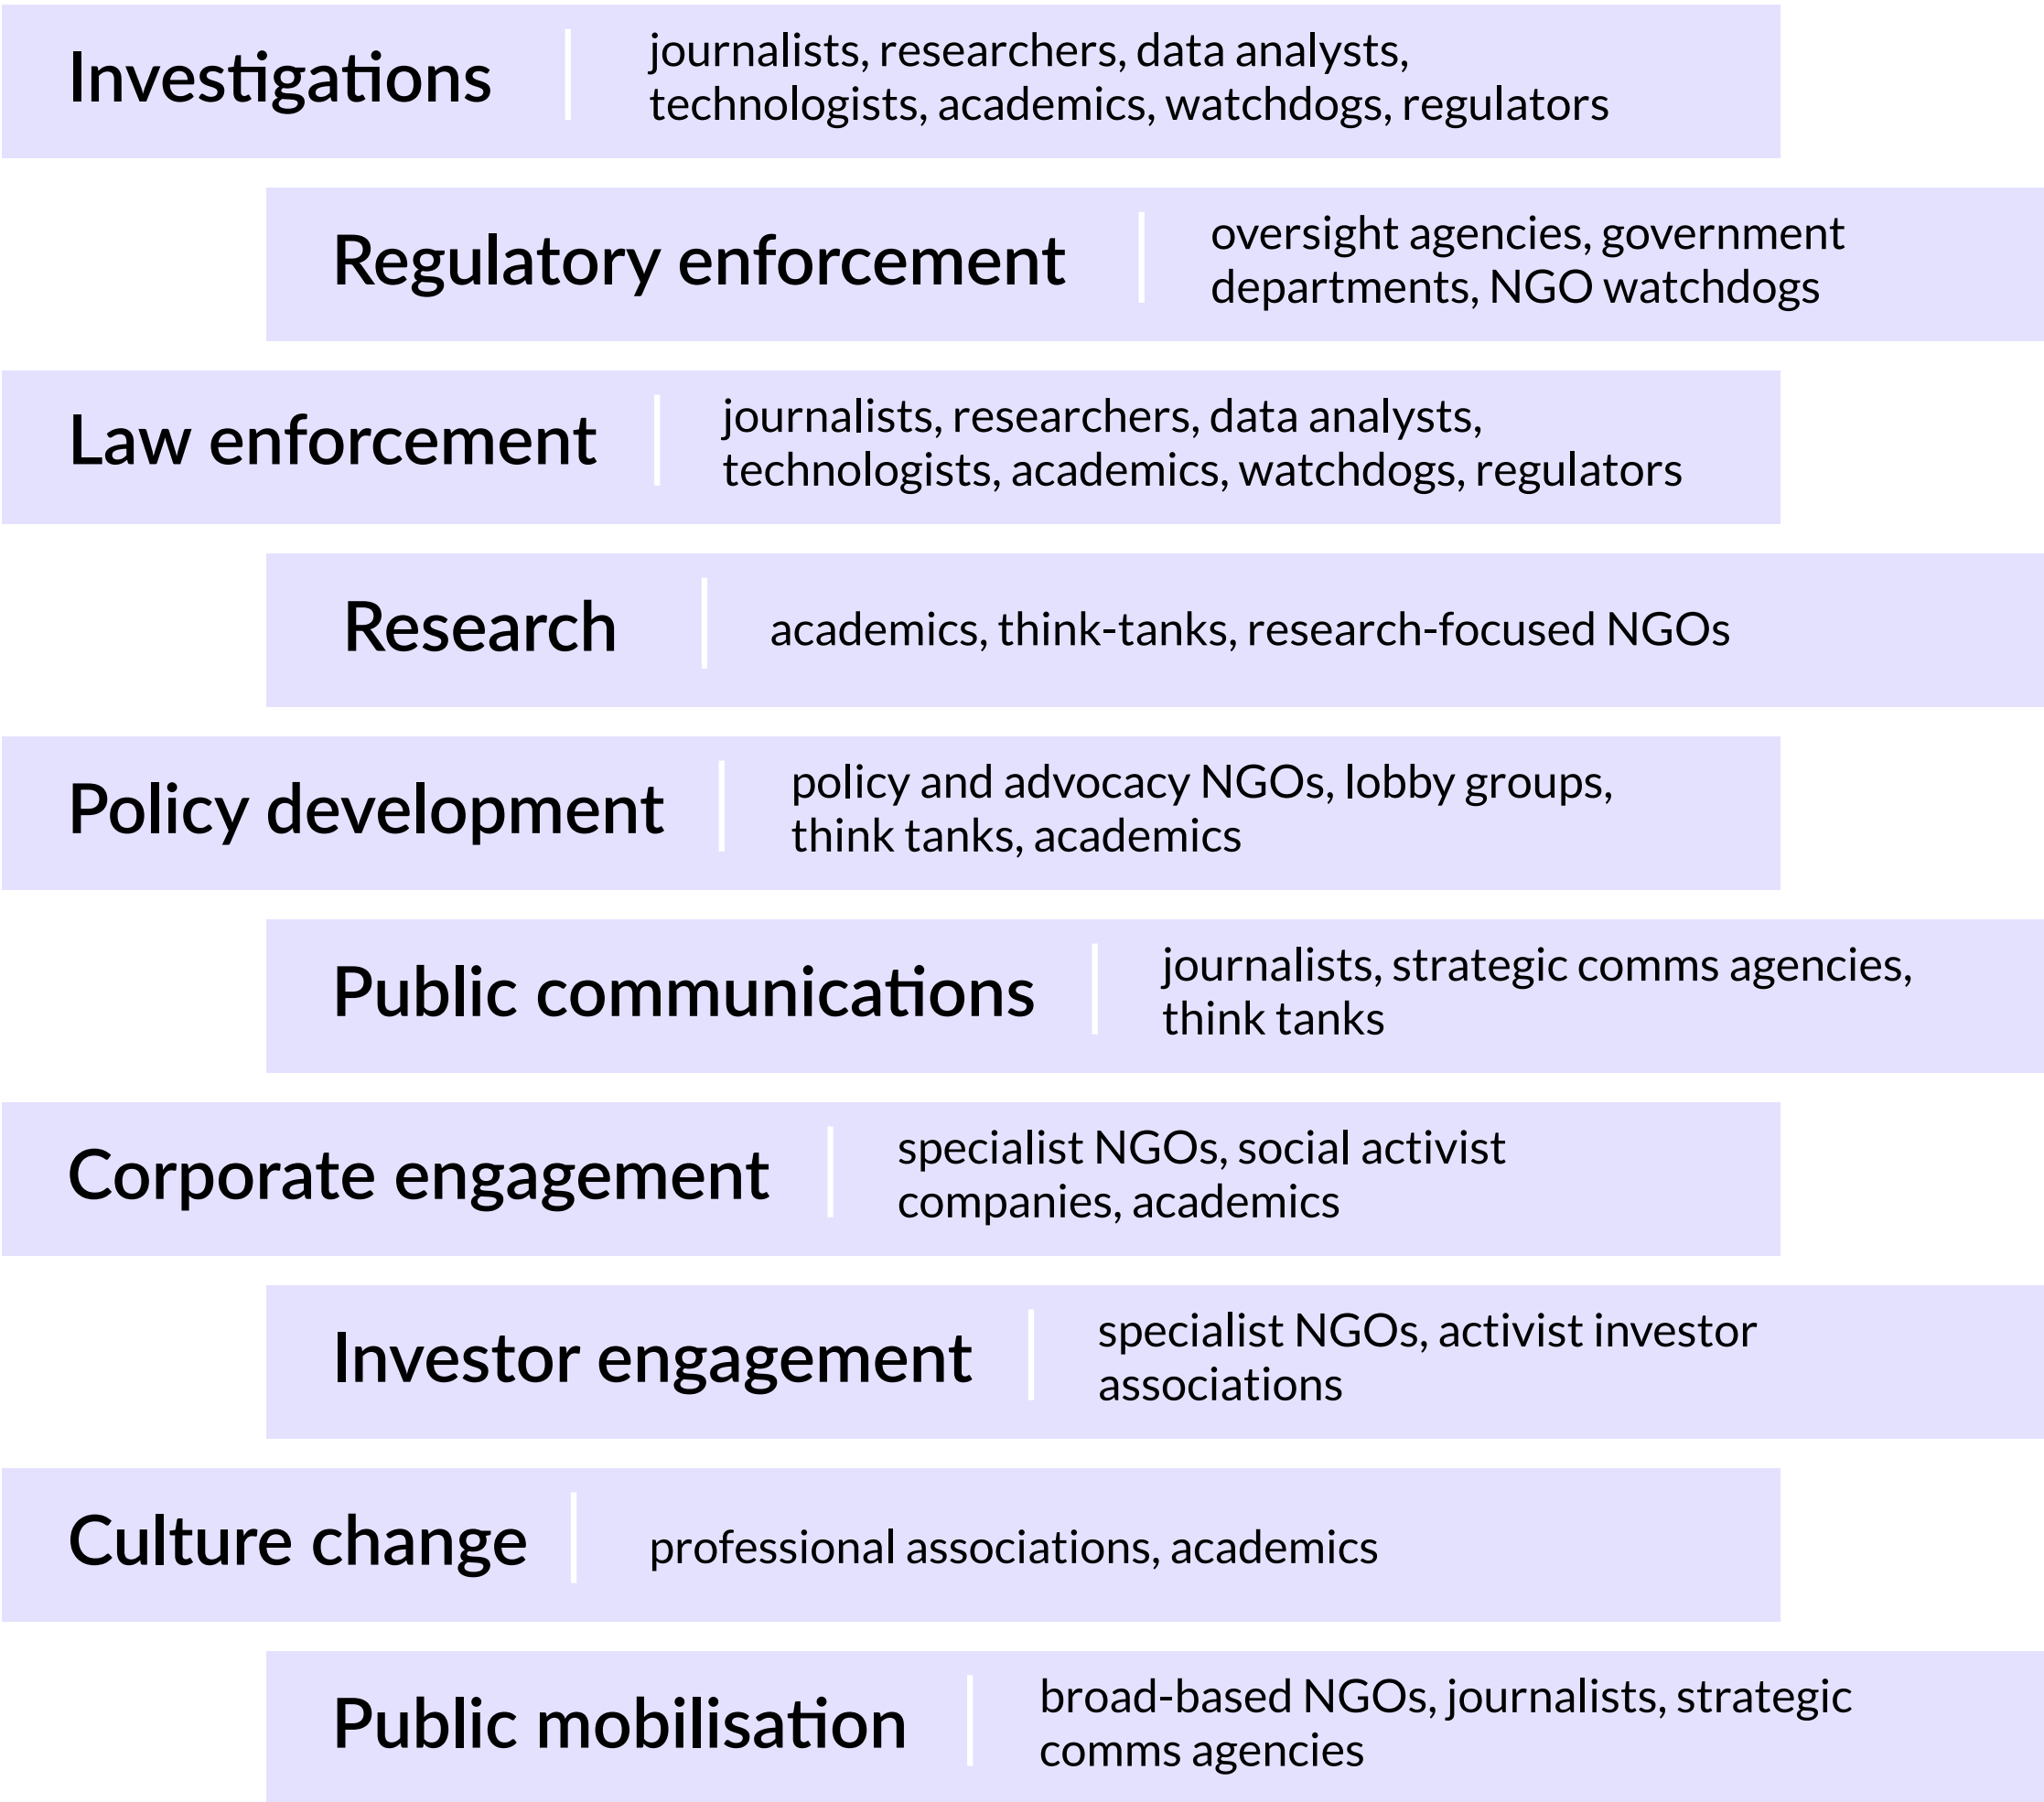 Investigations
journalists, researchers, data analysts,
technologists, academics, watchdogs, regulators
Regulatory enforcement
oversight agencies, government
departments, NGO watchdogs
Law enforcement
journalists, researchers, data analysts,
technologists, academics, watchdogs, regulators
Research
academics, think-tanks, research-focused NGOs
Policy development
policy and advocacy NGOs, lobby groups,
think tanks, academics
Public communications
journalists, strategic comms agencies,
think tanks
Corporate engagement
specialist NGOs, social activist
companies, academics
Investor engagement
specialist NGOs, activist investor
associations
Culture change
professional associations, academics
Public mobilisation
broad-based NGOs, journalists, strategic
comms agencies